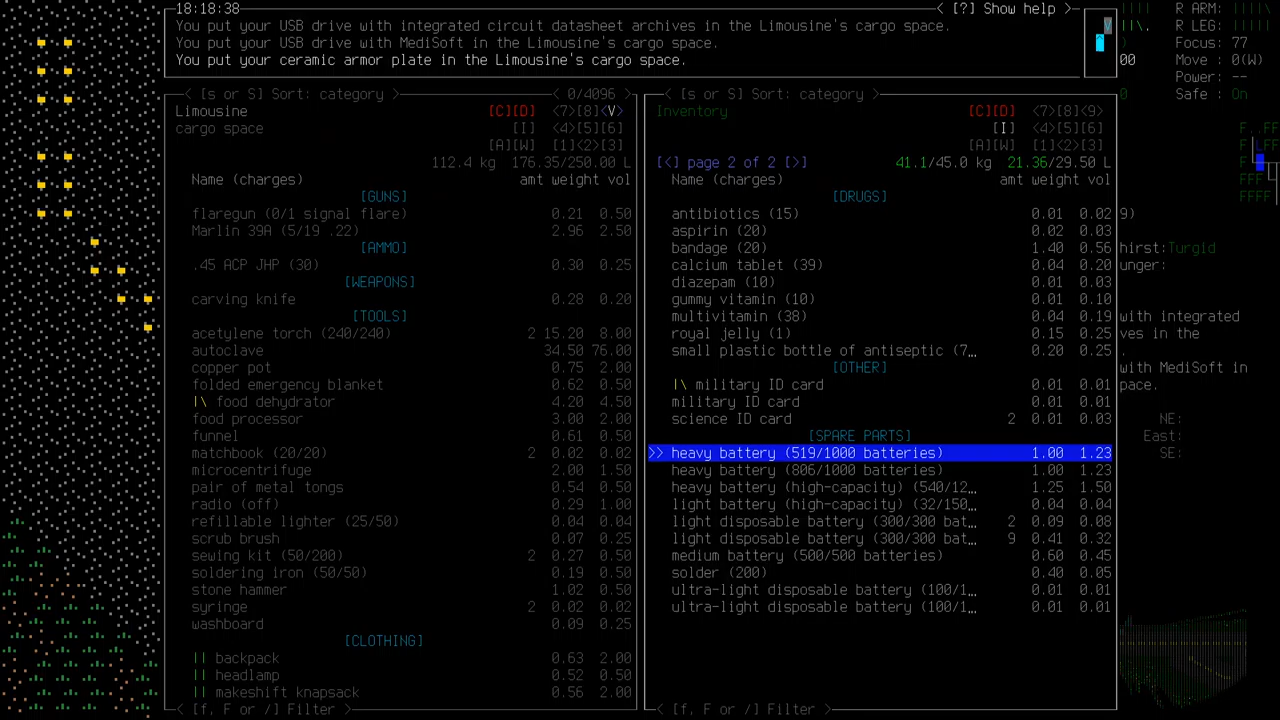 18:18:38 < [?] Show help >
You put your USB drive with integrated circuit datasheet archives in the Limousine's cargo space.
You put your USB drive with MediSoft in the Limousine's cargo space.
You put your ceramic armor plate in the Limousine's cargo space.
R ARM:
R LEG:
Focus: 77
00 Move : 0(W)
Power: --
Safe : On
F..FF
F LFF
F
FFF
FFFF
9)
hirst:Turgid
unger:
with integrated
ves in the
.
with MediSoft in
pace.
NE:
East:
SE:
< [s or S] Sort: category > < 0/4096 >
Limousine [C][D] <7>[8]<V>
cargo space [I] <4>[5][6]
[A][W] [1]<2>[3]
112.4 kg 176.35/250.00 L
Name (charges) amt weight vol
[GUNS]
flaregun (0/1 signal flare) 0.21 0.50
Marlin 39A (5/19 .22) 2.96 2.50
[AMMO]
.45 ACP JHP (30) 0.30 0.25
[WEAPONS]
carving knife 0.28 0.20
[TOOLS]
acetylene torch (240/240) 2 15.20 8.00
autoclave 34.50 76.00
copper pot 0.75 2.00
folded emergency blanket 0.62 0.50
|\ food dehydrator 4.20 4.50
food processor 3.00 2.00
funnel 0.61 0.50
matchbook (20/20) 2 0.02 0.02
microcentrifuge 2.00 1.50
pair of metal tongs 0.54 0.50
radio (off) 0.29 1.00
refillable lighter (25/50) 0.04 0.04
scrub brush 0.07 0.25
sewing kit (50/200) 2 0.27 0.50
soldering iron (50/50) 0.19 0.50
stone hammer 1.02 0.50
syringe 2 0.02 0.02
washboard 0.09 0.25
[CLOTHING]
|| backpack 0.63 2.00
|| headlamp 0.52 0.50
|| makeshift knapsack 0.56 2.00
< [f, F or /] Filter >
< [s or S] Sort: category >
Inventory [C][D] <7>[8]<9>
[I] <4>[5][6]
[A][W] [1]<2>[3]
[<] page 2 of 2 [>] 41.1/45.0 kg 21.36/29.50 L
Name (charges) amt weight vol
[DRUGS]
antibiotics (15) 0.01 0.02
aspirin (20) 0.02 0.03
bandage (20) 1.40 0.56
calcium tablet (39) 0.04 0.20
diazepam (10) 0.01 0.03
gummy vitamin (10) 0.01 0.10
multivitamin (38) 0.04 0.19
royal jelly (1) 0.15 0.25
small plastic bottle of antiseptic (7… 0.20 0.25
[OTHER]
|\ military ID card 0.01 0.01
military ID card 0.01 0.01
science ID card 2 0.01 0.03
[SPARE PARTS]
>> heavy battery (519/1000 batteries) 1.00 1.23
heavy battery (806/1000 batteries) 1.00 1.23
heavy battery (high-capacity) (540/12… 1.25 1.50
light battery (high-capacity) (32/150… 0.04 0.04
light disposable battery (300/300 bat… 2 0.09 0.08
light disposable battery (300/300 bat… 9 0.41 0.32
medium battery (500/500 batteries) 0.60 0.45
solder (200) 0.40 0.05
ultra-light disposable battery (100/1… 0.01 0.01
ultra-light disposable battery (100/1… 0.01 0.01
< [f, F or /] Filter >